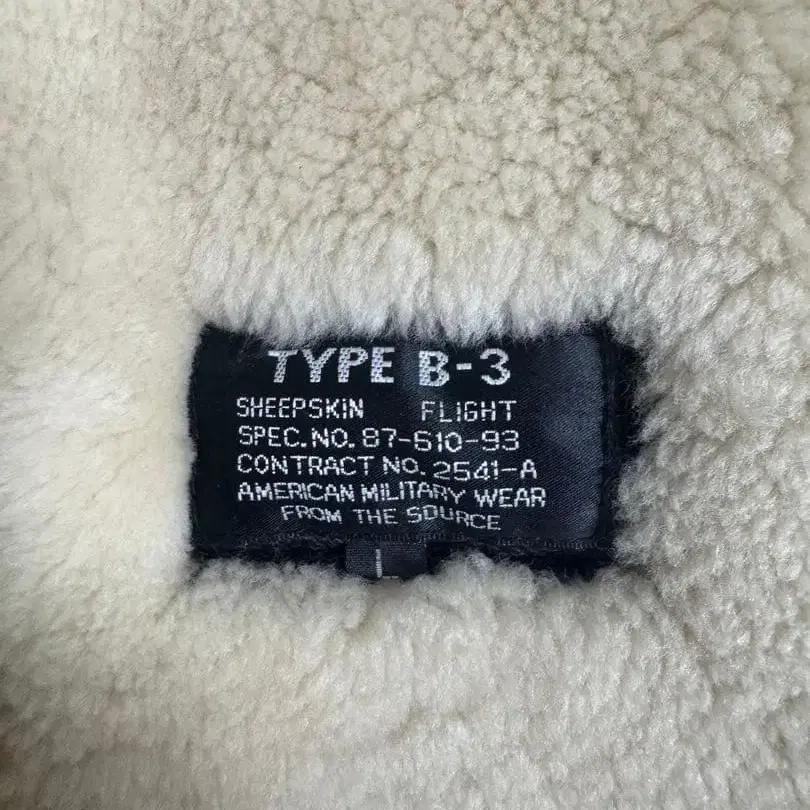 TYPE B-3
SHEEPSKIN FLIGHT
SPEC.NO. 87-610-93
CONTRACT NO. 2541-A
AMERICAN MILITARY WEAR
FROM THE SOURCE
L